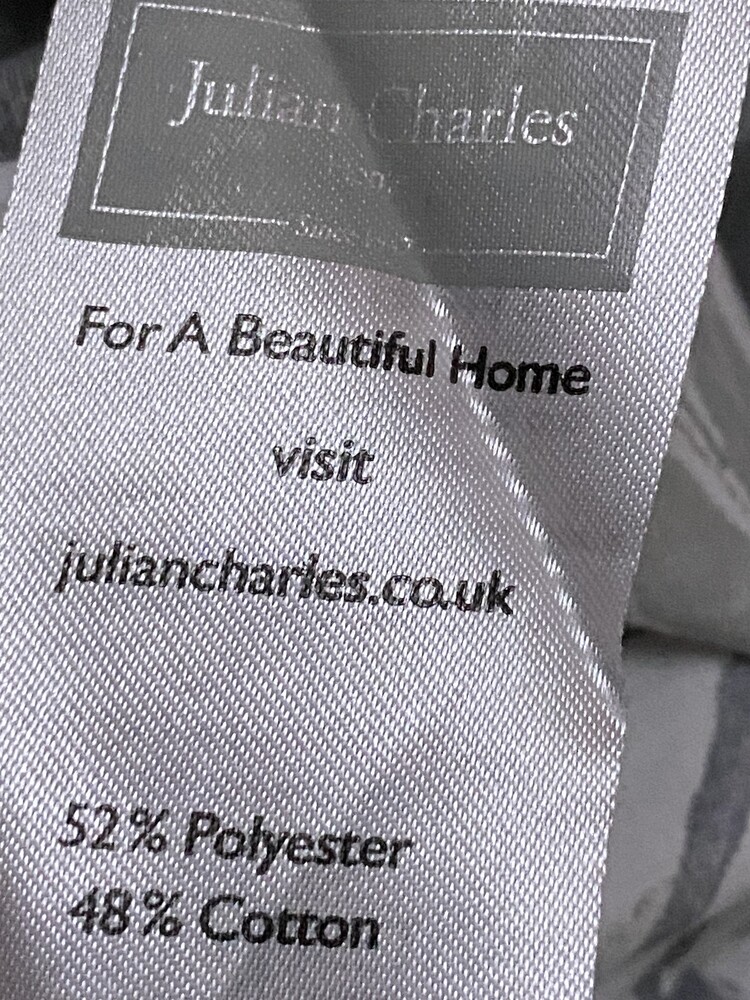 Julian Charles
For A Beautiful Home
visit
juliancharles.co.uk
52% Polyester
48% Cotton